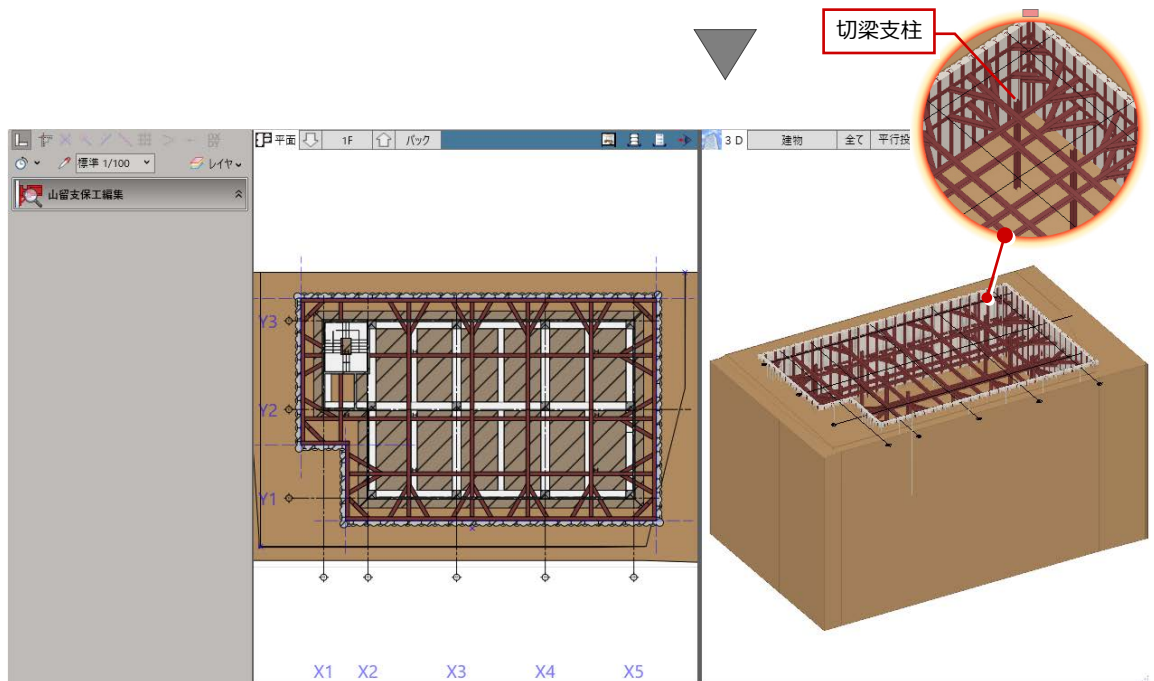 切梁支柱
平面
1F
バック
3 D
建物
全て
平行投
標準 1/100
レイヤ
山留支保工編集
Y3
Y2
Y1
X1
X2
X3
X4
X5